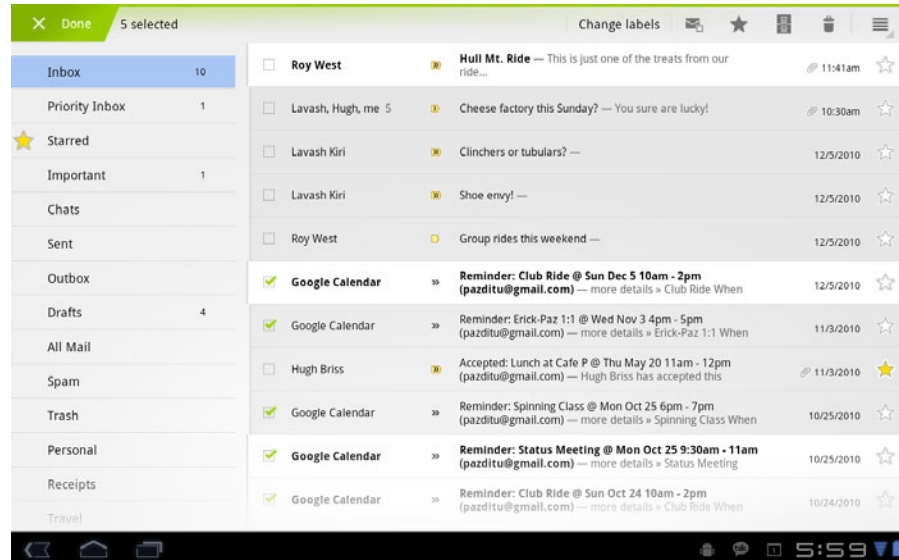 Done 5 selected Change labels
Inbox 10
Priority Inbox 1
Starred
Important 1
Chats
Sent
Outbox
Drafts 4
All Mail
Spam
Trash
Personal
Receipts
Travel
Roy West Hull Mt. Ride — This is just one of the treats from our
ride... 11:41am
Lavash, Hugh, me 5 Cheese factory this Sunday? — You sure are lucky! 10:30am
Lavash Kiri Clinchers or tubulars? — 12/5/2010
Lavash Kiri Shoe envy! — 12/5/2010
Roy West Group rides this weekend — 12/5/2010
Google Calendar » Reminder: Club Ride @ Sun Dec 5 10am - 2pm
(pazditu@gmail.com) — more details » Club Ride When 12/5/2010
Google Calendar » Reminder: Erick-Paz 1:1 @ Wed Nov 3 4pm - 5pm
(pazditu@gmail.com) — more details » Erick-Paz 1:1 When 11/3/2010
Hugh Briss Accepted: Lunch at Cafe P @ Thu May 20 11am - 12pm
(pazditu@gmail.com) — Hugh Briss has accepted this 11/3/2010
Google Calendar » Reminder: Spinning Class @ Mon Oct 25 6pm - 7pm
(pazditu@gmail.com) — more details » Spinning Class When 10/25/2010
Google Calendar » Reminder: Status Meeting @ Mon Oct 25 9:30am - 11am
(pazditu@gmail.com) — more details » Status Meeting 10/25/2010
Google Calendar » Reminder: Club Ride @ Sun Oct 24 10am - 2pm
(pazditu@gmail.com) — more details » Club Ride When 10/24/2010
5:59